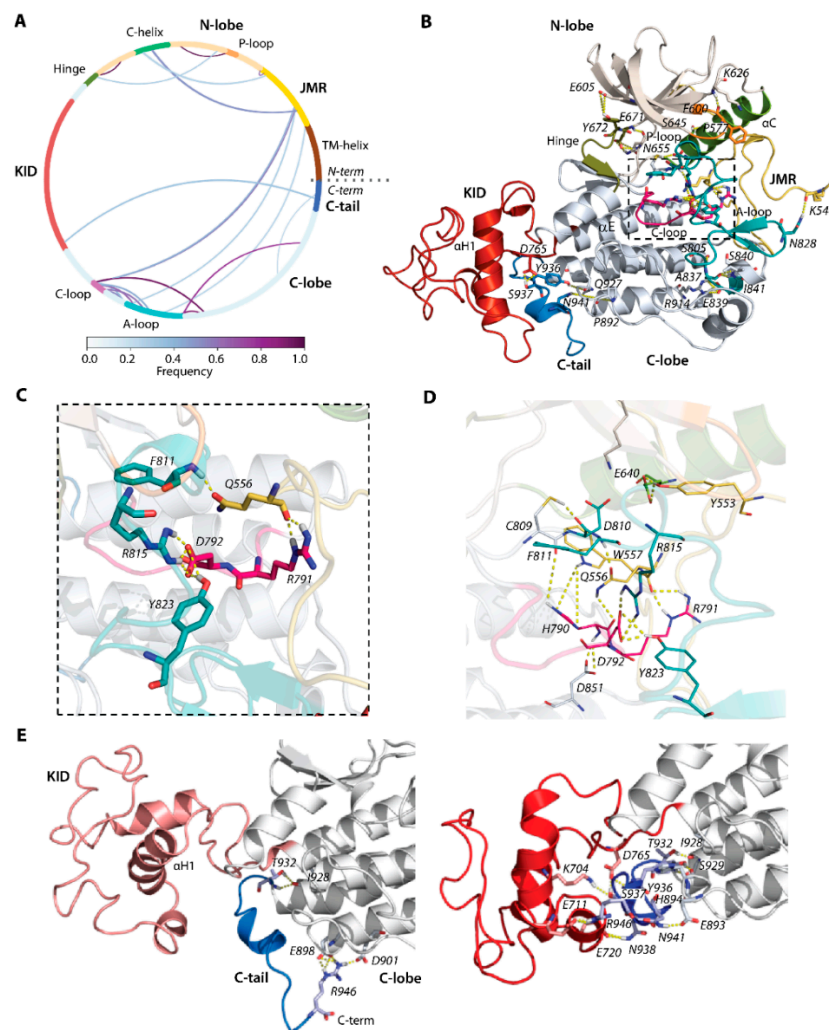 A
N-lobe
C-helix
P-loop
Hinge
JMR
KID
TM-helix
N-term
C-term
C-tail
C-lobe
C-loop
A-loop
0.0 0.2 0.4 0.6 0.8 1.0
Frequency
B
N-lobe
K626
E605
E671
S645
E600
P577
αC
Y672
P-loop
N655
Hinge
JMR
KID
K54
A-loop
C-loop
αE
N828
αH1
D765
S805
S840
Y936
A837
I841
Q927
S937
N941
R914
E839
P892
C-tail
C-lobe
C
F811
Q556
D792
R815
R791
Y823
D
E640
Y553
C809
D810
F811
W557
R815
Q556
R791
H790
D792
Y823
D851
E
KID
αH1
T932
I928
E898
C-tail
D901
C-lobe
R946
C-term
T932
I928
D765
S929
K704
Y936
S937
H894
E711
R946
E893
N941
E720
N938